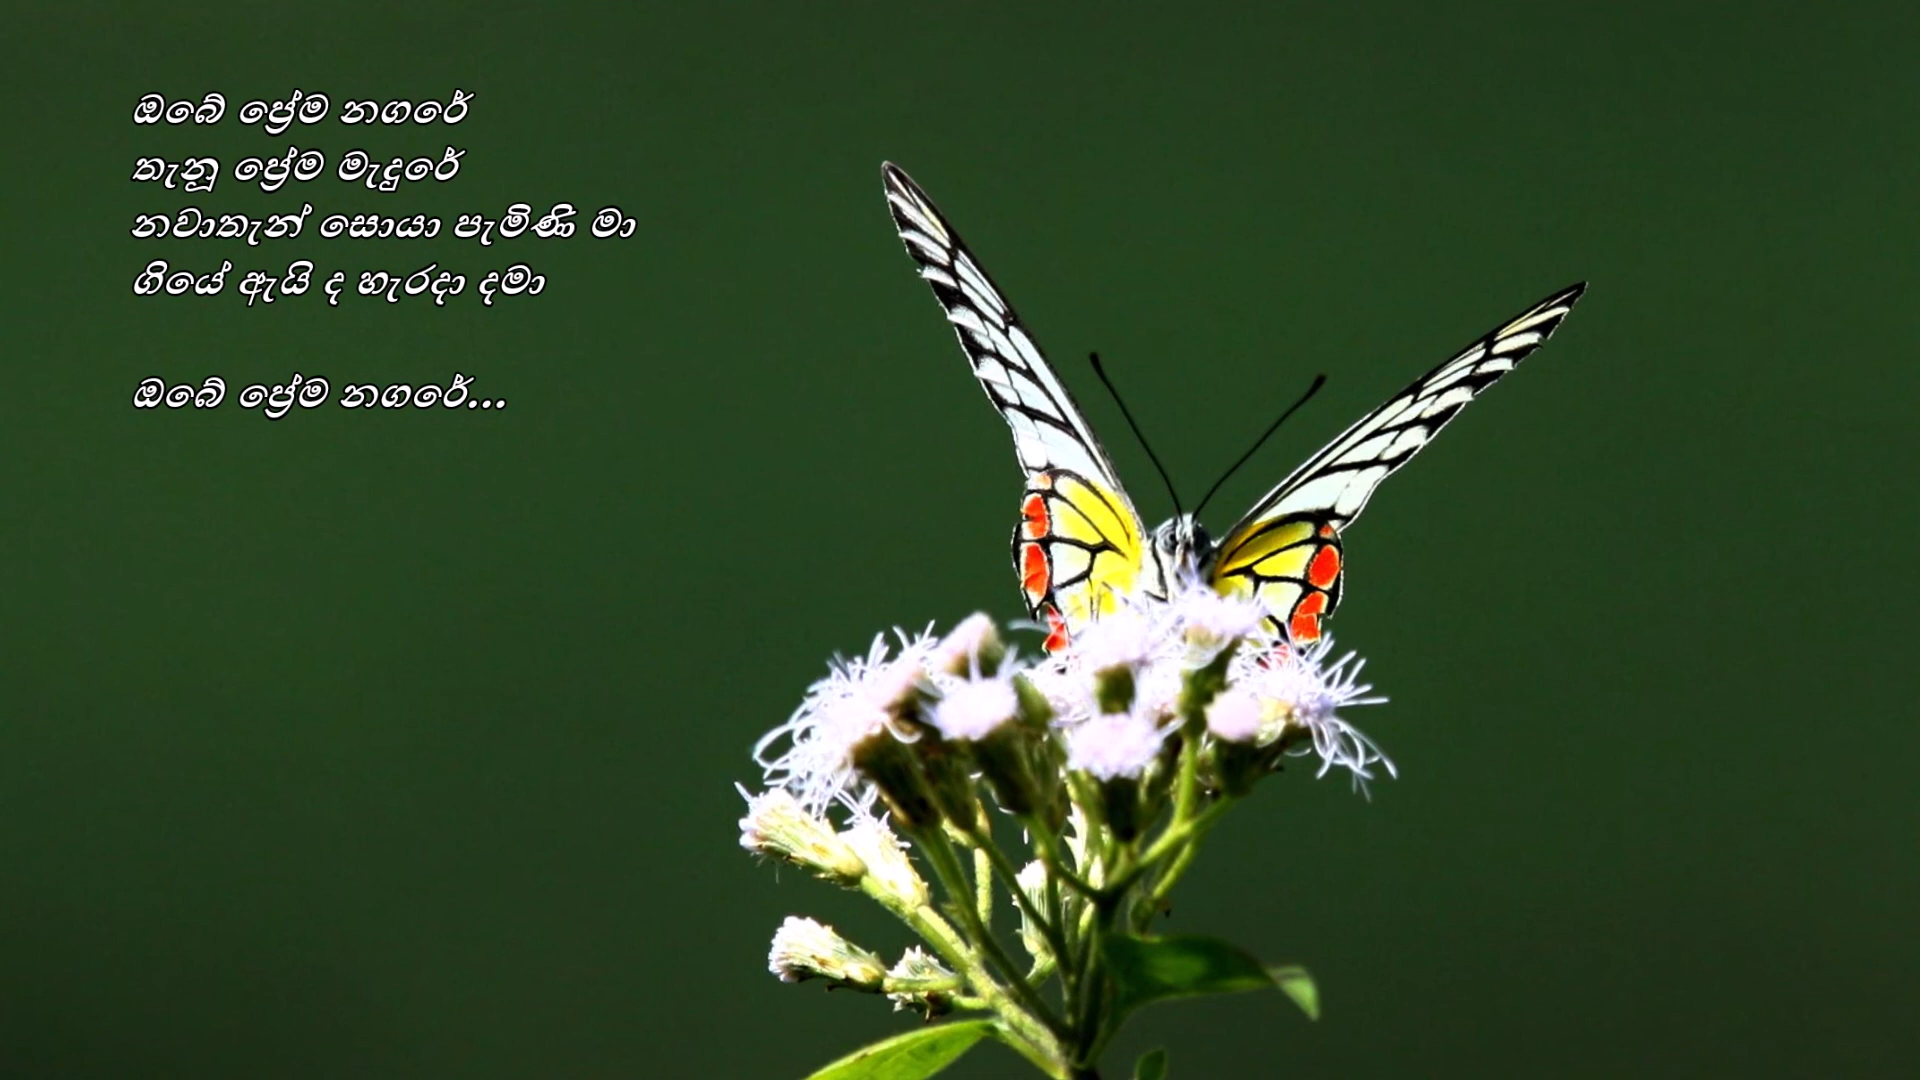 ඔබේ ප්‍රේම නගරේ
තැනූ ප්‍රේම මැදුරේ
නවාතැන් සොයා පැමිණි මා
ගියේ ඇයි ද හැරදා දමා
ඔබේ ප්‍රේම නගරේ...